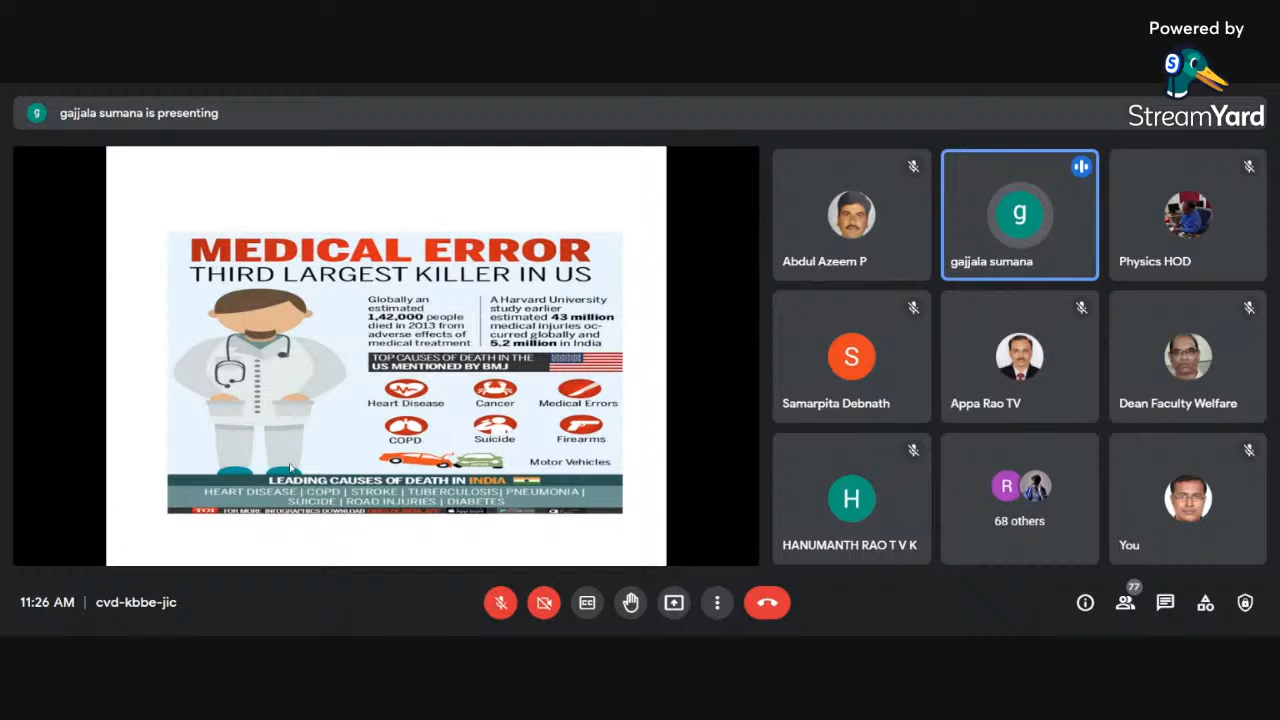 Powered by
StreamYard
g
gajjala sumana is presenting
MEDICAL ERROR
THIRD LARGEST KILLER IN US
Globally an
estimated
1,42,000 people
died in 2013 from
adverse effects of
medical treatment
A Harvard University
study earlier
estimated 43 million
medical injuries oc-
curred globally and
5.2 million in India
TOP CAUSES OF DEATH IN THE
US MENTIONED BY BMJ
Heart Disease
Cancer
Medical Errors
COPD
Suicide
Firearms
Motor Vehicles
LEADING CAUSES OF DEATH IN INDIA
HEART DISEASE | COPD | STROKE | TUBERCULOSIS | PNEUMONIA |
SUICIDE | ROAD INJURIES | DIABETES
TOI FOR MORE INFOGRAPHICS DOWNLOAD
Abdul Azeem P
g
gajjala sumana
Physics HOD
S
Samarpita Debnath
Appa Rao TV
Dean Faculty Welfare
H
HANUMANTH RAO T V K
R
68 others
You
11:26 AM | cvd-kbbe-jic
77